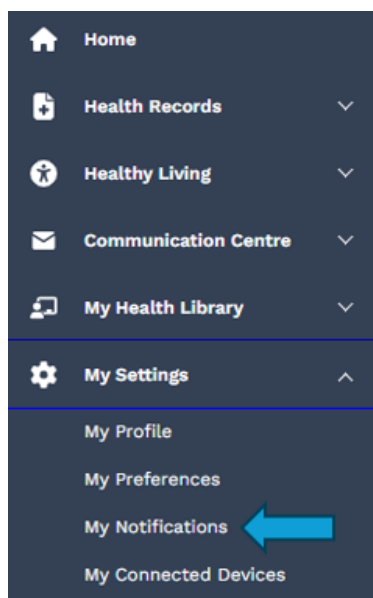 Home
Health Records
Healthy Living
Communication Centre
My Health Library
My Settings
My Profile
My Preferences
My Notifications
My Connected Devices